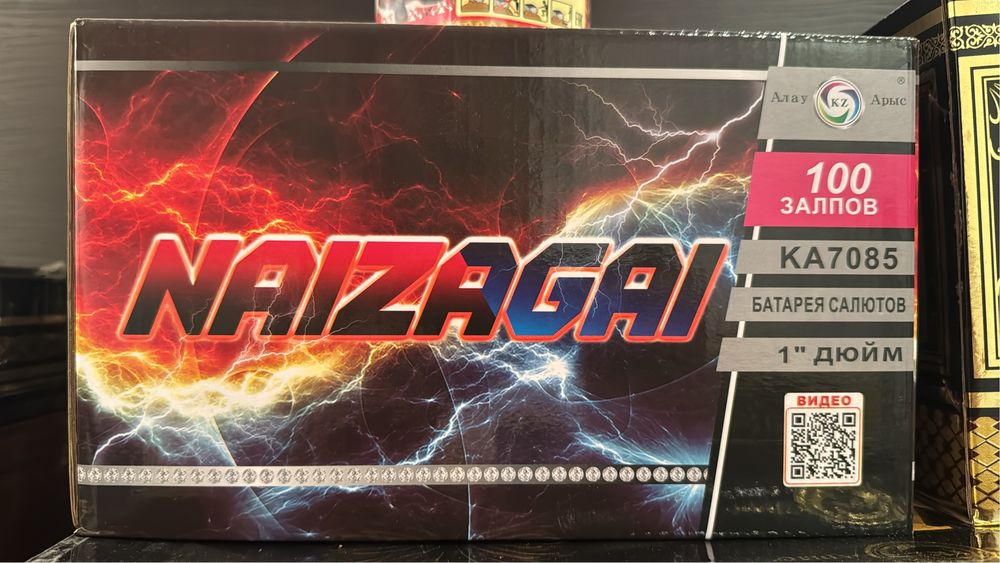 Алау KZ Арыс ®
100
ЗАЛПОВ
NAIZAGAI
KA7085
БАТАРЕЯ САЛЮТОВ
1" ДЮЙМ
ВИДЕО